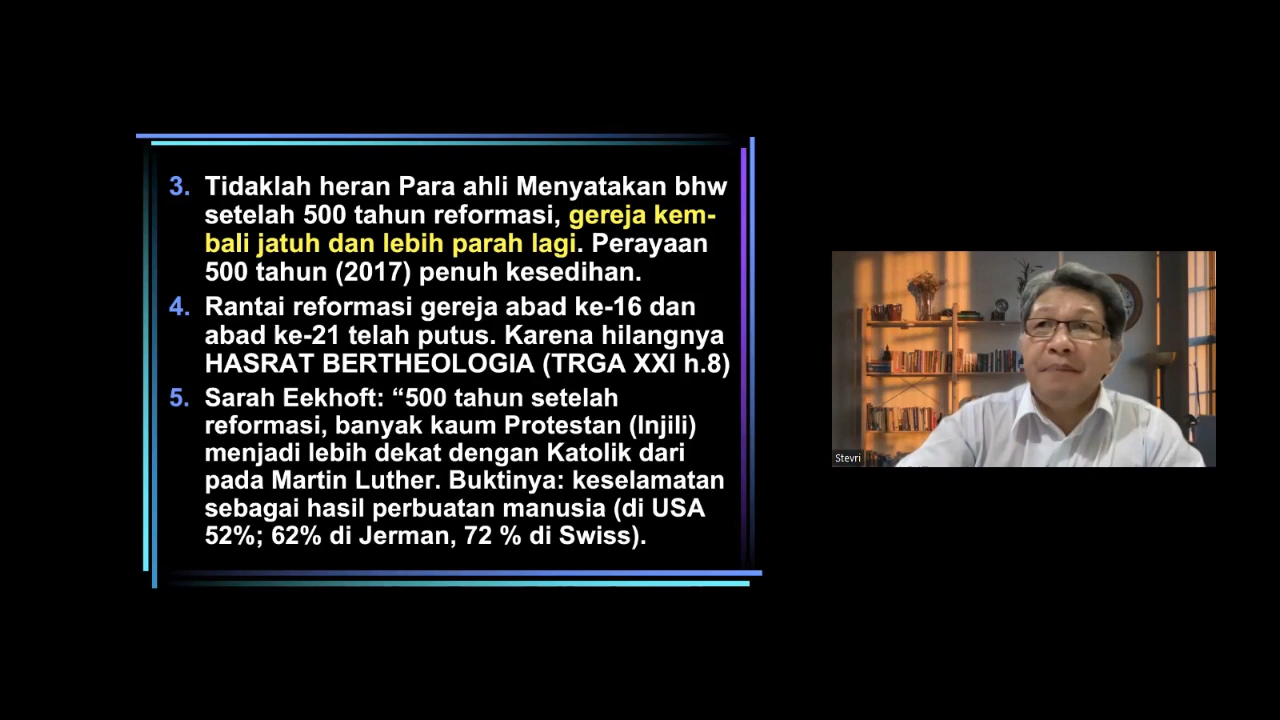 3. Tidaklah heran Para ahli Menyatakan bhw
setelah 500 tahun reformasi, gereja kem-
bali jatuh dan lebih parah lagi. Perayaan
500 tahun (2017) penuh kesedihan.
4. Rantai reformasi gereja abad ke-16 dan
abad ke-21 telah putus. Karena hilangnya
HASRAT BERTHEOLOGIA (TRGA XXI h.8)
5. Sarah Eekhoft: “500 tahun setelah
reformasi, banyak kaum Protestan (Injili)
menjadi lebih dekat dengan Katolik dari
pada Martin Luther. Buktinya: keselamatan
sebagai hasil perbuatan manusia (di USA
52%; 62% di Jerman, 72 % di Swiss).
Stevri